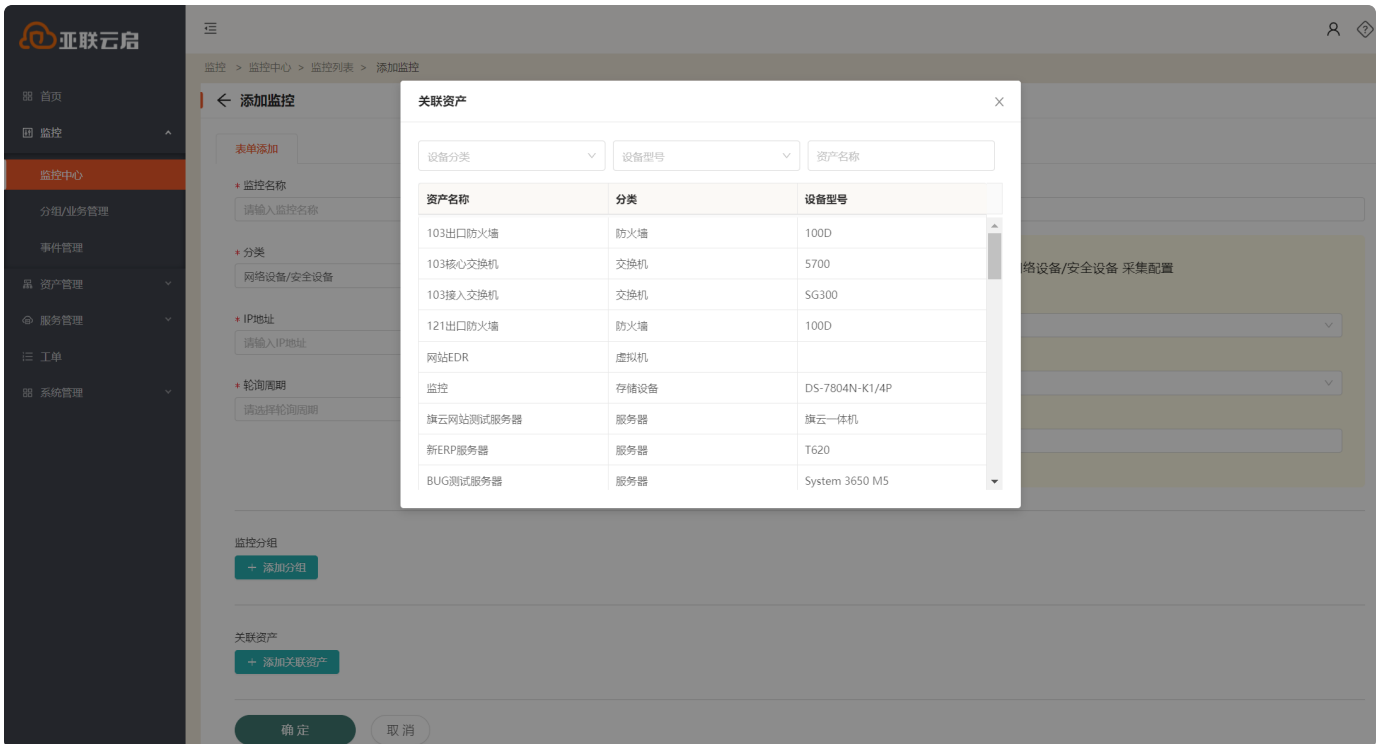 亚联云启
监控 > 监控中心 > 监控列表 > 添加监控
首页
监控
监控中心
分组/业务管理
事件管理
资产管理
服务管理
工单
系统管理
添加监控
表单添加
* 监控名称
请输入监控名称
* 分类
网络设备/安全设备
* IP地址
请输入IP地址
* 轮询周期
请选择轮询周期
络设备/安全设备 采集配置
关联资产
设备分类 设备型号 资产名称
资产名称 分类 设备型号
103出口防火墙 防火墙 100D
103核心交换机 交换机 5700
103接入交换机 交换机 SG300
121出口防火墙 防火墙 100D
网站EDR 虚拟机
监控 存储设备 DS-7804N-K1/4P
旗云网站测试服务器 服务器 旗云一体机
新ERP服务器 服务器 T620
BUG测试服务器 服务器 System 3650 M5
监控分组
+ 添加分组
关联资产
+ 添加关联资产
确定 取消